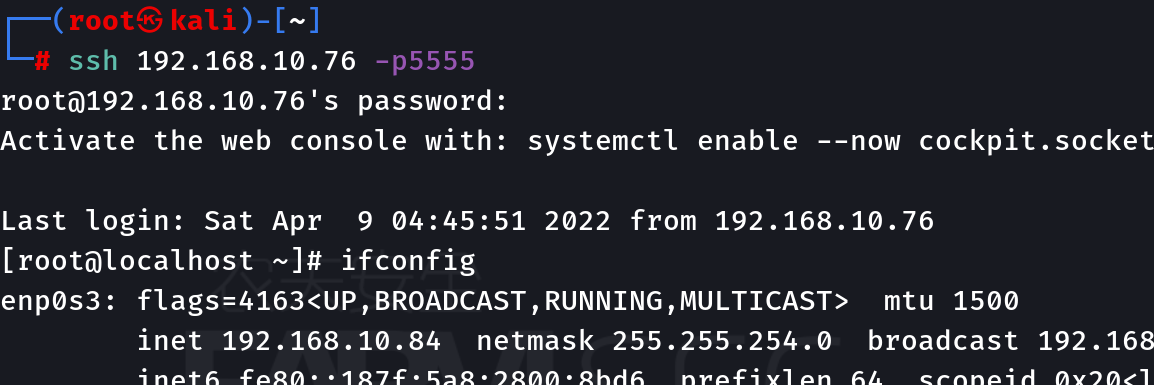 ┌──(root㉿kali)-[~]
└─# ssh 192.168.10.76 -p5555
root@192.168.10.76's password:
Activate the web console with: systemctl enable --now cockpit.socket

Last login: Sat Apr  9 04:45:51 2022 from 192.168.10.76
[root@localhost ~]# ifconfig
enp0s3: flags=4163<UP,BROADCAST,RUNNING,MULTICAST>  mtu 1500
        inet 192.168.10.84  netmask 255.255.254.0  broadcast 192.168
        inet6 fe80::187f:5a8:2800:8bd6  prefixlen 64  scopeid 0x20<l